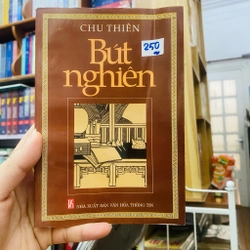 CHU THIÊN
250
Bút
nghiên
NHÀ XUẤT BẢN VĂN HÓA THÔNG TIN